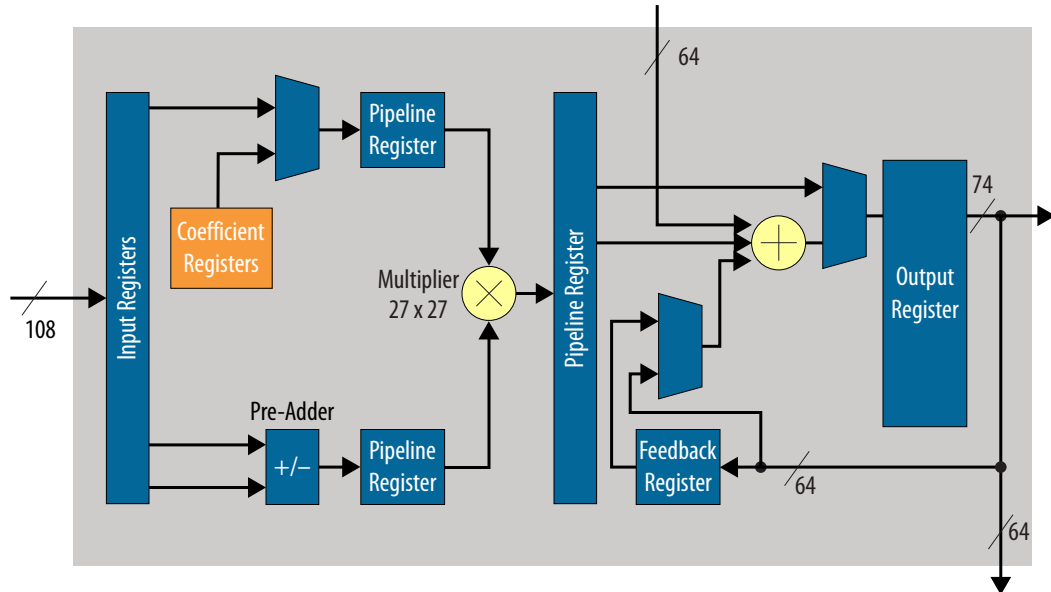 64
Pipeline
Register
74
Coefficient
Registers
Input Registers
Multiplier
27 x 27
Pipeline Register
Output
Register
108
Pre-Adder
+/−
Pipeline
Register
Feedback
Register
64
64